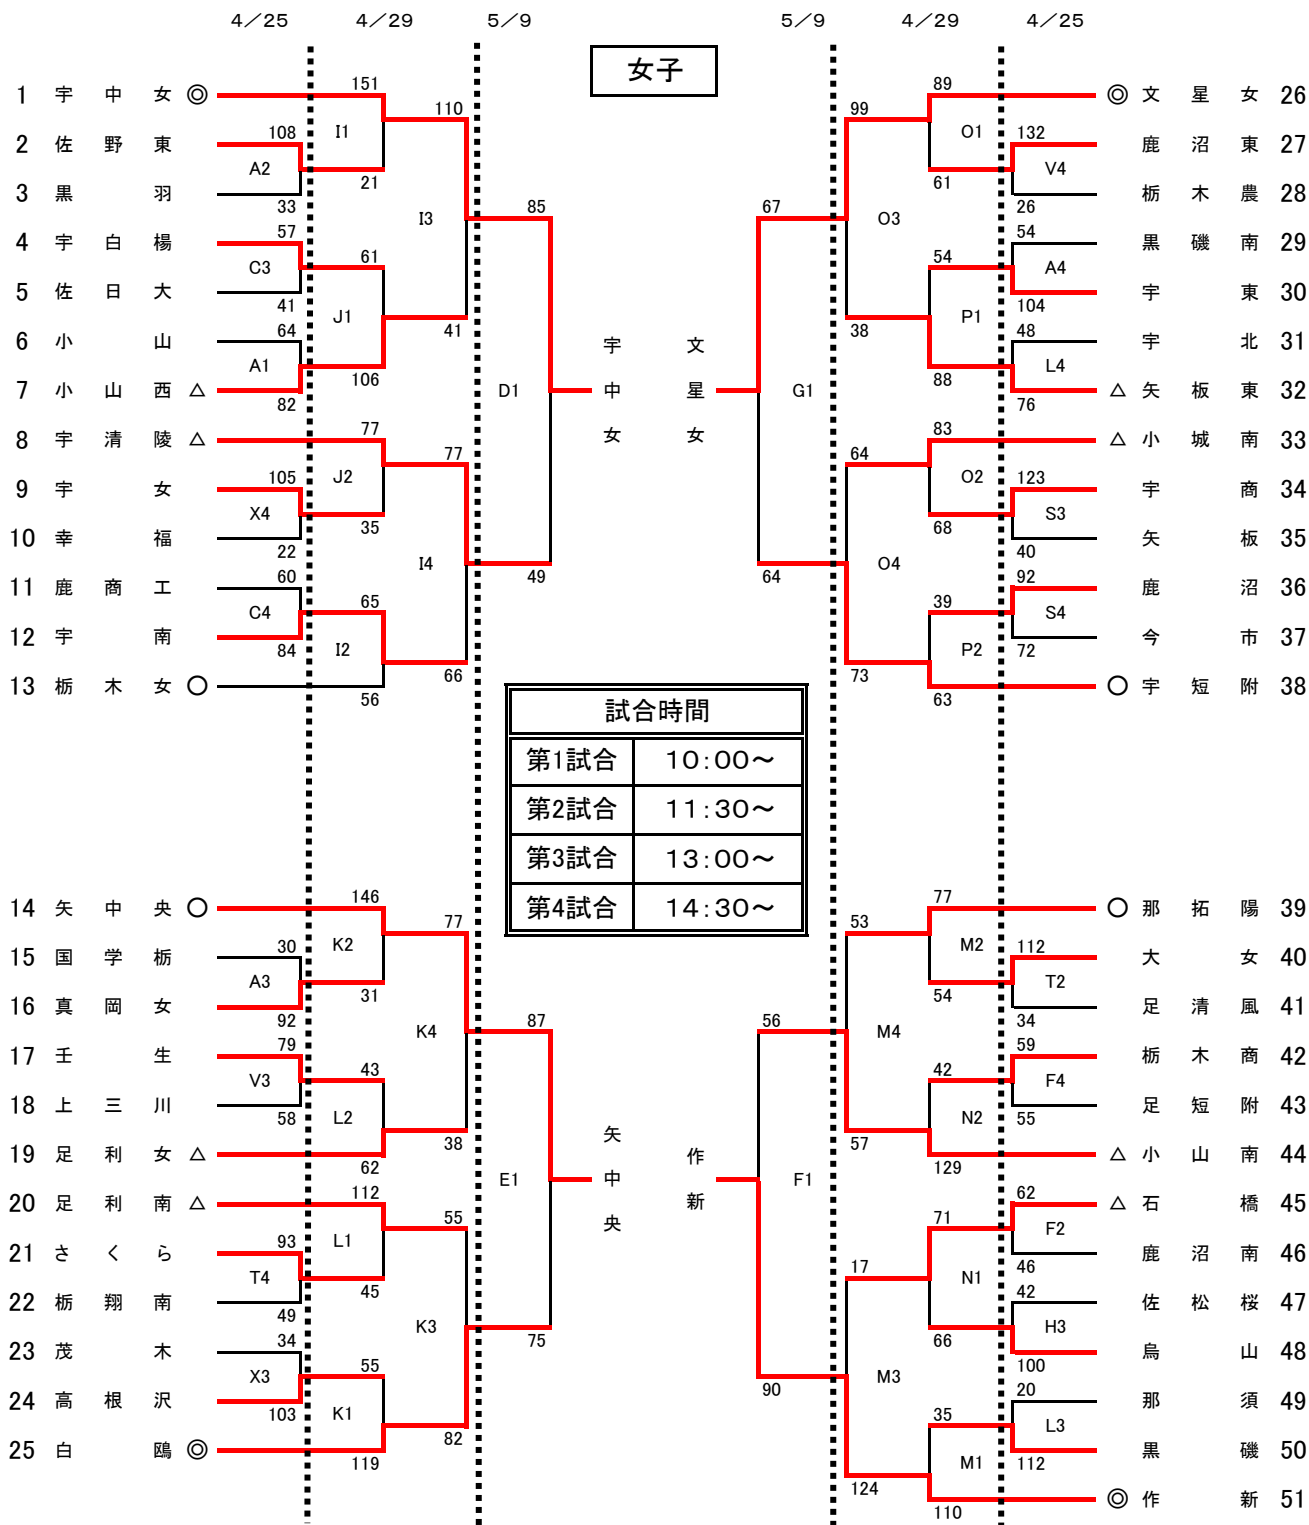 4／25 4／29 5／9 5／9 4／29 4／25
女子
151 89
1 宇中女 ◎ ◎ 文星女 26
110 99
I1 O1
108 132
2 佐野東 鹿沼東 27
A2 V4
21 61
3 黒羽 栃木農 28
33 26
85 67
I3 O3
57 54
4 宇白楊 黒磯南 29
61 54
C3 A4
5 佐日大 宇東 30
41 104
J1 P1
41 38
64 48
6 小山 宇北 31
A1 L4
106 88
7 小山西 △ △ 矢板東 32
82 76
D1 G1
宇中女 文星女
77 83
8 宇清陵 △ △ 小城南 33
77 64
J2 O2
105 123
9 宇女 宇商 34
X4 S3
35 68
10 幸福 矢板 35
22 40
I4 O4
49 64
60 92
11 鹿商工 鹿沼 36
65 39
C4 S4
12 宇南 今市 37
84 72
I2 P2
66 73
13 栃木女 ○ ○ 宇短附 38
56 63
試合時間
第1試合 10：00～
第2試合 11：30～
第3試合 13：00～
第4試合 14：30～
146 77
14 矢中央 ○ ○ 那拓陽 39
77 53
K2 M2
30 112
15 国学栃 大女 40
A3 T2
31 54
16 真岡女 足清風 41
92 34
87 56
K4 M4
79 59
17 壬生 栃木商 42
43 42
V3 F4
18 上三川 足短附 43
58 55
L2 N2
38 57
19 足利女 △ △ 小山南 44
62 129
E1 F1
矢中央 作新
112 62
20 足利南 △ △ 石橋 45
55 71
L1 F2
93
21 さくら 鹿沼南 46
46
T4 17 N1
45
22 栃翔南 佐松桜 47
49 42
K3 H3
75 66
34
23 茂木 烏山 48
100
55
X3 M3
90
20
24 高根沢 那須 49
103
K1 35 L3
82
25 白鴎 ◎ 黒磯 50
119 112
M1
124
110
◎ 作新 51